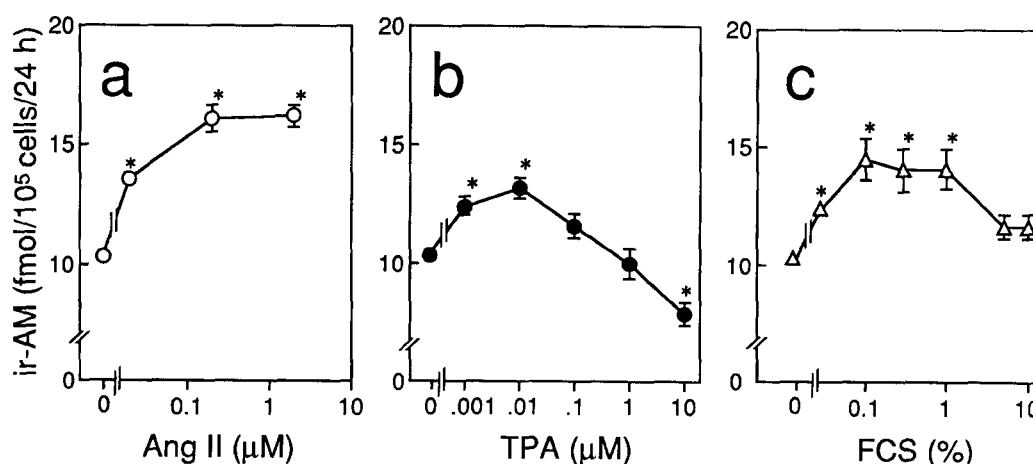 a
b
c
ir-AM (fmol/10⁵ cells/24 h)
20
15
10
0
20
15
10
0
20
15
10
0
* * *
* * *
* * * *
0 0.1 1 10
0 .001 .01 .1 1 10
0 0.1 1 10
Ang II (μM)
TPA (μM)
FCS (%)